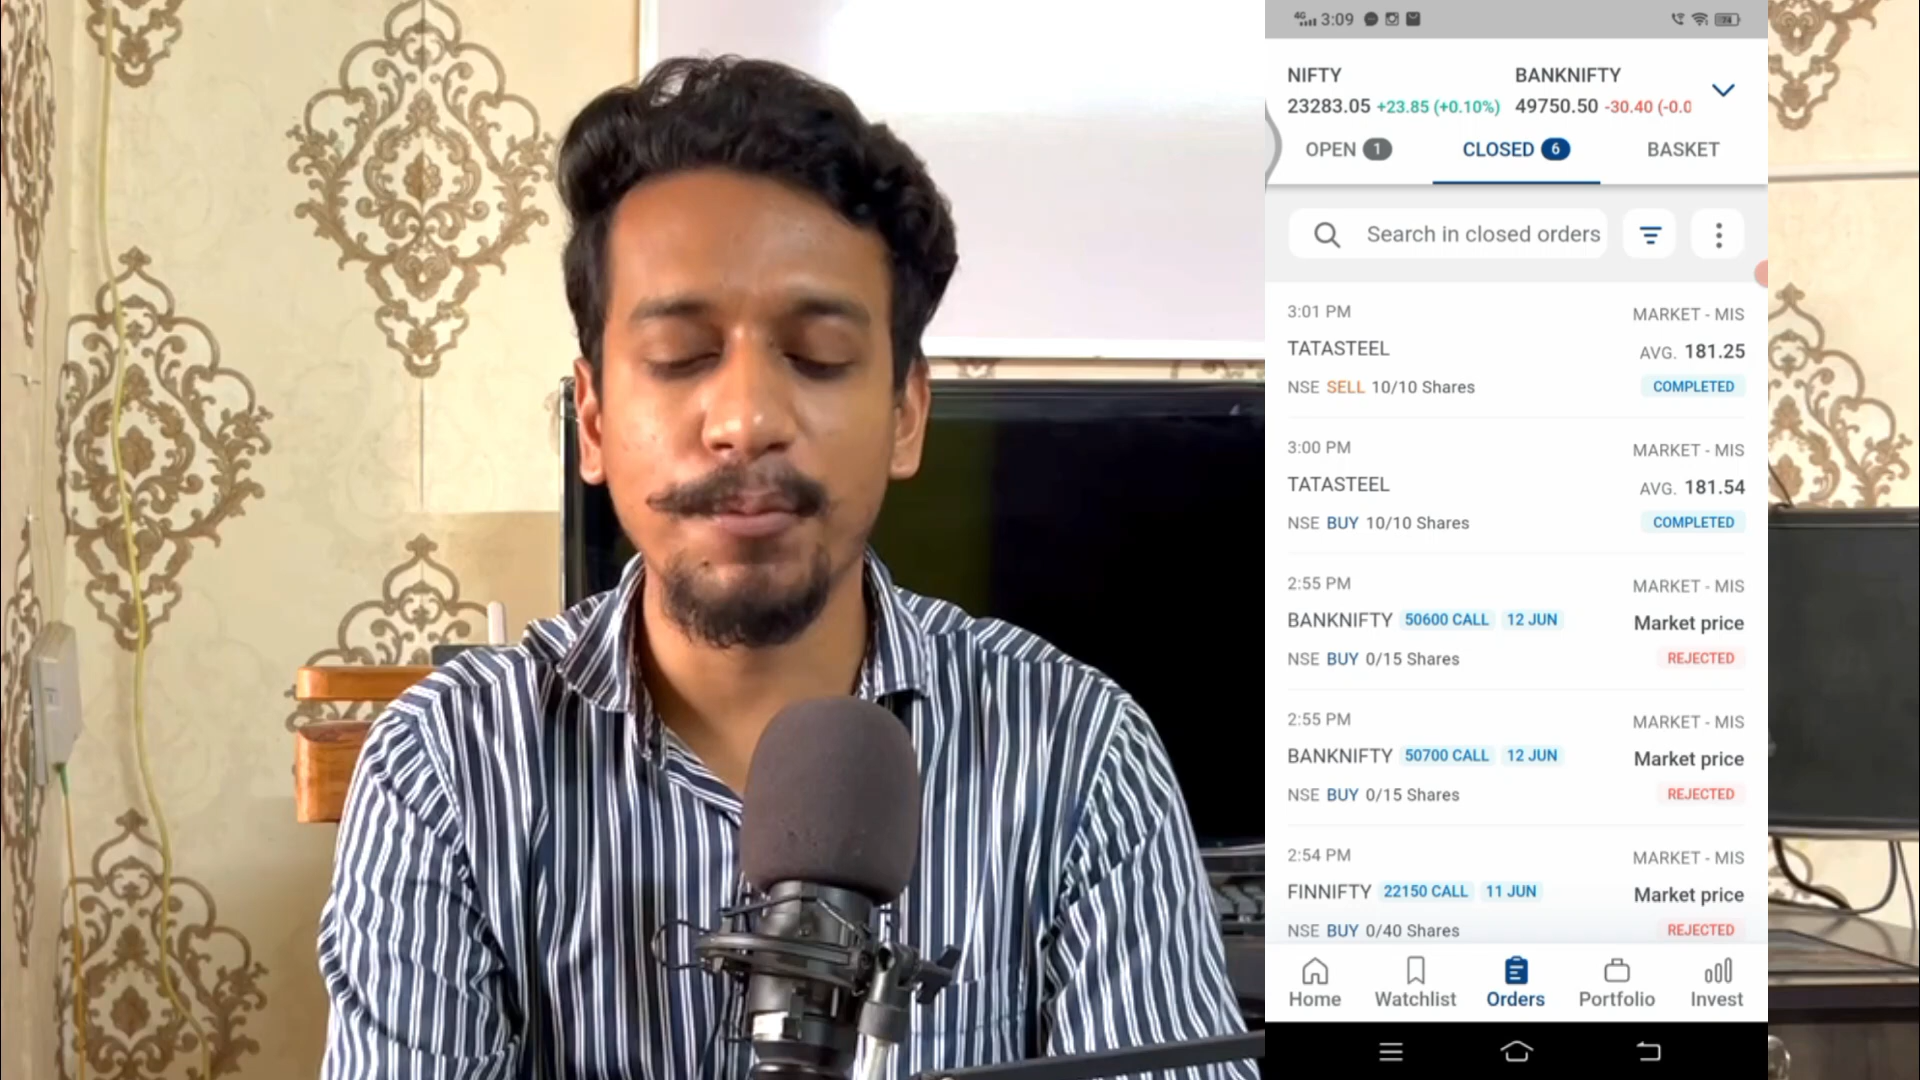 4G 3:09
NIFTY BANKNIFTY
23283.05 +23.85 (+0.10%) 49750.50 -30.40 (-0.0
OPEN 1 CLOSED 6 BASKET
Search in closed orders
3:01 PM MARKET - MIS
TATASTEEL AVG. 181.25
NSE SELL 10/10 Shares COMPLETED
3:00 PM MARKET - MIS
TATASTEEL AVG. 181.54
NSE BUY 10/10 Shares COMPLETED
2:55 PM MARKET - MIS
BANKNIFTY 50600 CALL 12 JUN Market price
NSE BUY 0/15 Shares REJECTED
2:55 PM MARKET - MIS
BANKNIFTY 50700 CALL 12 JUN Market price
NSE BUY 0/15 Shares REJECTED
2:54 PM MARKET - MIS
FINNIFTY 22150 CALL 11 JUN Market price
NSE BUY 0/40 Shares REJECTED
Home Watchlist Orders Portfolio Invest